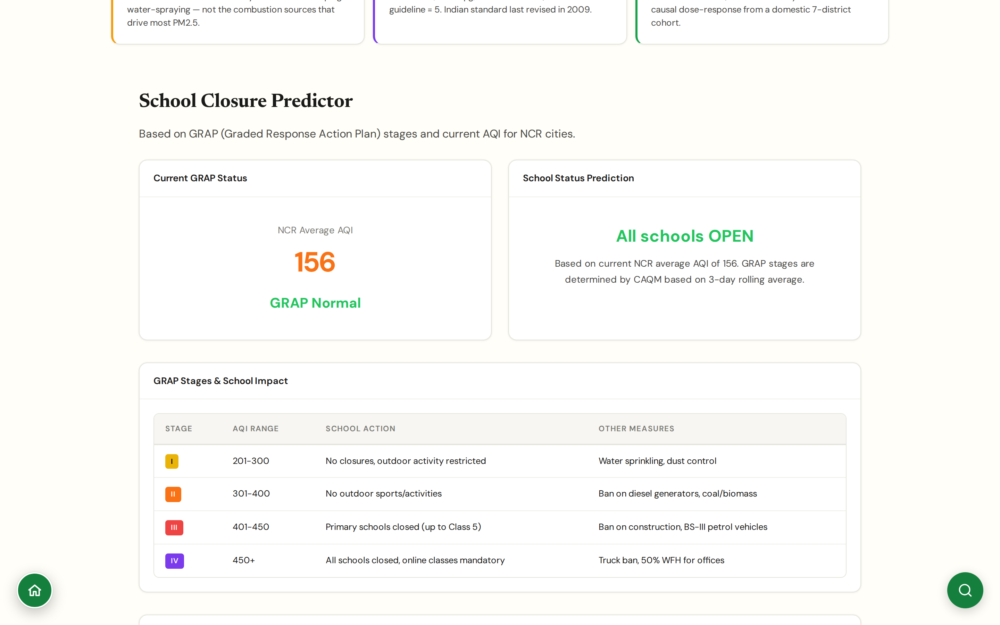 water-spraying — not the combustion sources that
drive most PM2.5.
guideline = 5. Indian standard last revised in 2009.
causal dose-response from a domestic 7-district
cohort.
School Closure Predictor
Based on GRAP (Graded Response Action Plan) stages and current AQI for NCR cities.
Current GRAP Status
NCR Average AQI
156
GRAP Normal
School Status Prediction
All schools OPEN
Based on current NCR average AQI of 156. GRAP stages are
determined by CAQM based on 3-day rolling average.
GRAP Stages & School Impact
STAGE AQI RANGE SCHOOL ACTION OTHER MEASURES
I 201-300 No closures, outdoor activity restricted Water sprinkling, dust control
II 301-400 No outdoor sports/activities Ban on diesel generators, coal/biomass
III 401-450 Primary schools closed (up to Class 5) Ban on construction, BS-III petrol vehicles
IV 450+ All schools closed, online classes mandatory Truck ban, 50% WFH for offices